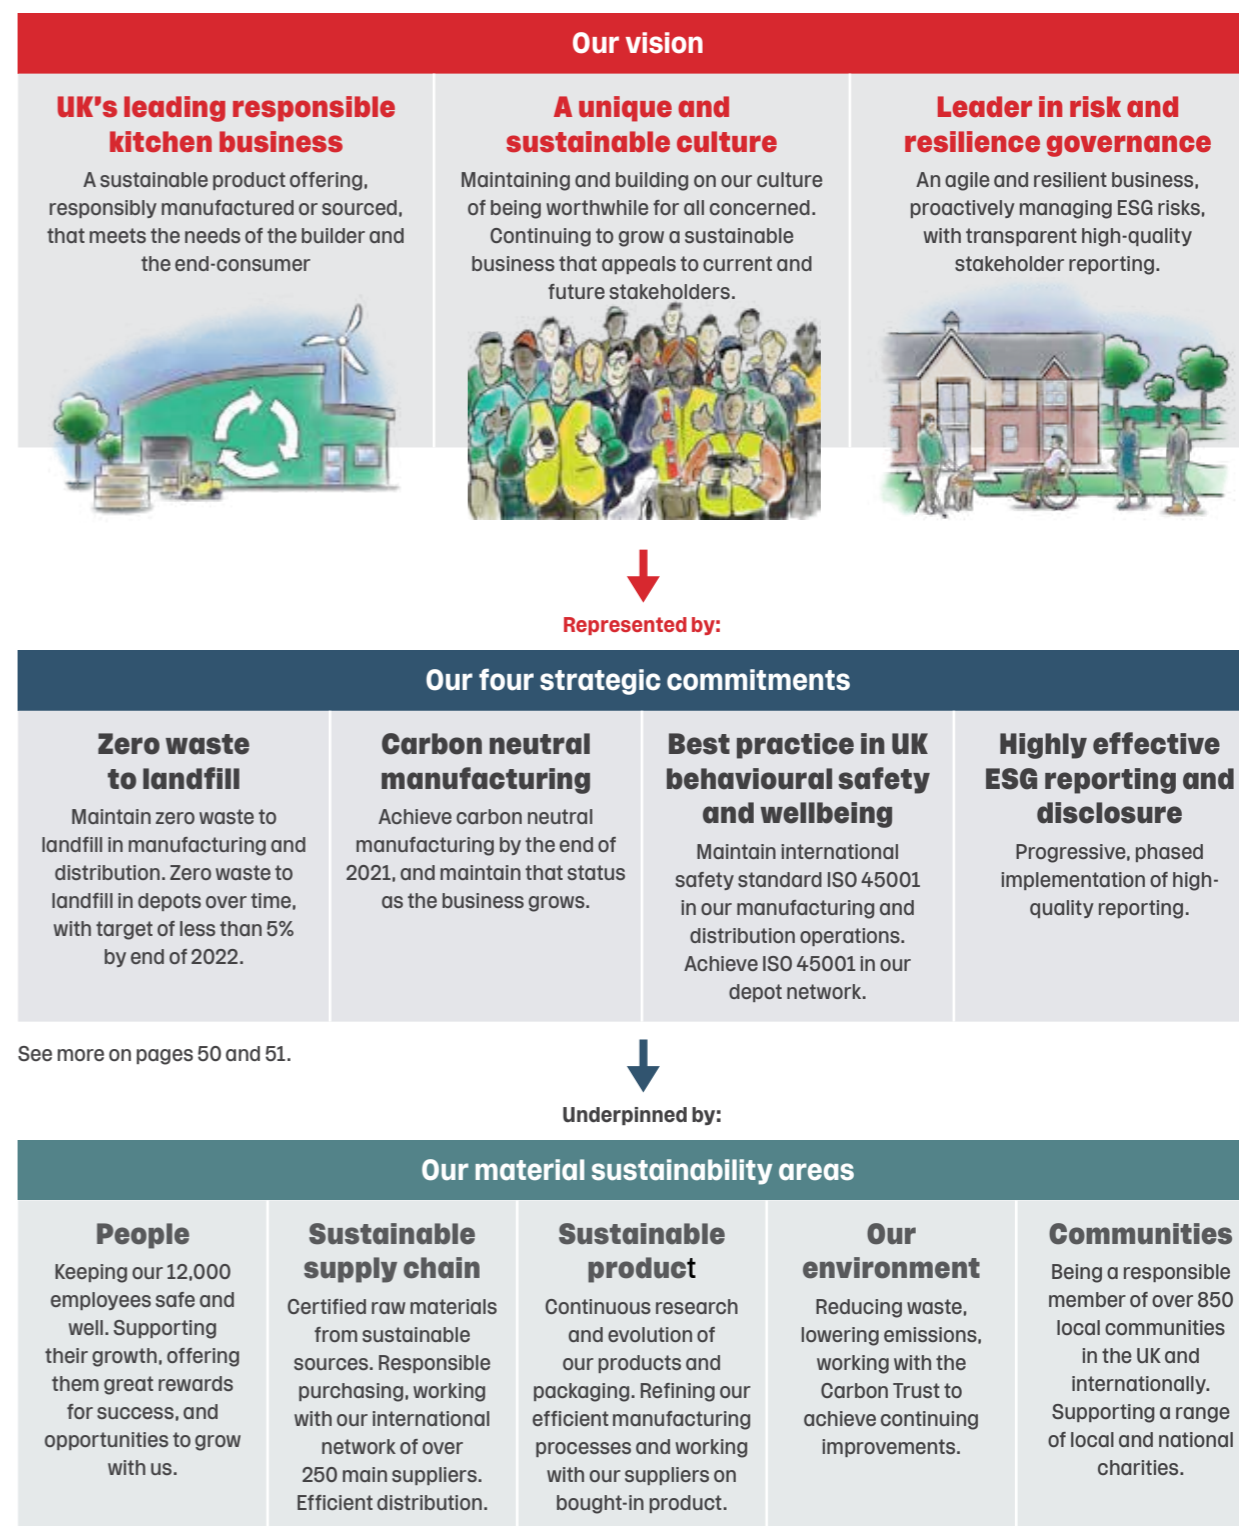 Our vision
UK's leading responsible
kitchen business
A sustainable product offering,
responsibly manufactured or sourced,
that meets the needs of the builder and
the end-consumer
A unique and
sustainable culture
Maintaining and building on our culture
of being worthwhile for all concerned.
Continuing to grow a sustainable
business that appeals to current and
future stakeholders.
Leader in risk and
resilience governance
An agile and resilient business,
proactively managing ESG risks,
with transparent high-quality
stakeholder reporting.
Represented by:
Our four strategic commitments
Zero waste
to landfill
Maintain zero waste to
landfill in manufacturing and
distribution. Zero waste to
landfill in depots over time,
with target of less than 5%
by end of 2022.
Carbon neutral
manufacturing
Achieve carbon neutral
manufacturing by the end of
2021, and maintain that status
as the business grows.
Best practice in UK
behavioural safety
and wellbeing
Maintain international
safety standard ISO 45001
in our manufacturing and
distribution operations.
Achieve ISO 45001 in our
depot network.
Highly effective
ESG reporting and
disclosure
Progressive, phased
implementation of high-
quality reporting.
See more on pages 50 and 51.
Underpinned by:
Our material sustainability areas
People
Keeping our 12,000
employees safe and
well. Supporting
their growth, offering
them great rewards
for success, and
opportunities to grow
with us.
Sustainable
supply chain
Certified raw materials
from sustainable
sources. Responsible
purchasing, working
with our international
network of over
250 main suppliers.
Efficient distribution.
Sustainable
product
Continuous research
and evolution of
our products and
packaging. Refining our
efficient manufacturing
processes and working
with our suppliers on
bought-in product.
Our
environment
Reducing waste,
lowering emissions,
working with the
Carbon Trust to
achieve continuing
improvements.
Communities
Being a responsible
member of over 850
local communities
in the UK and
internationally.
Supporting a range
of local and national
charities.